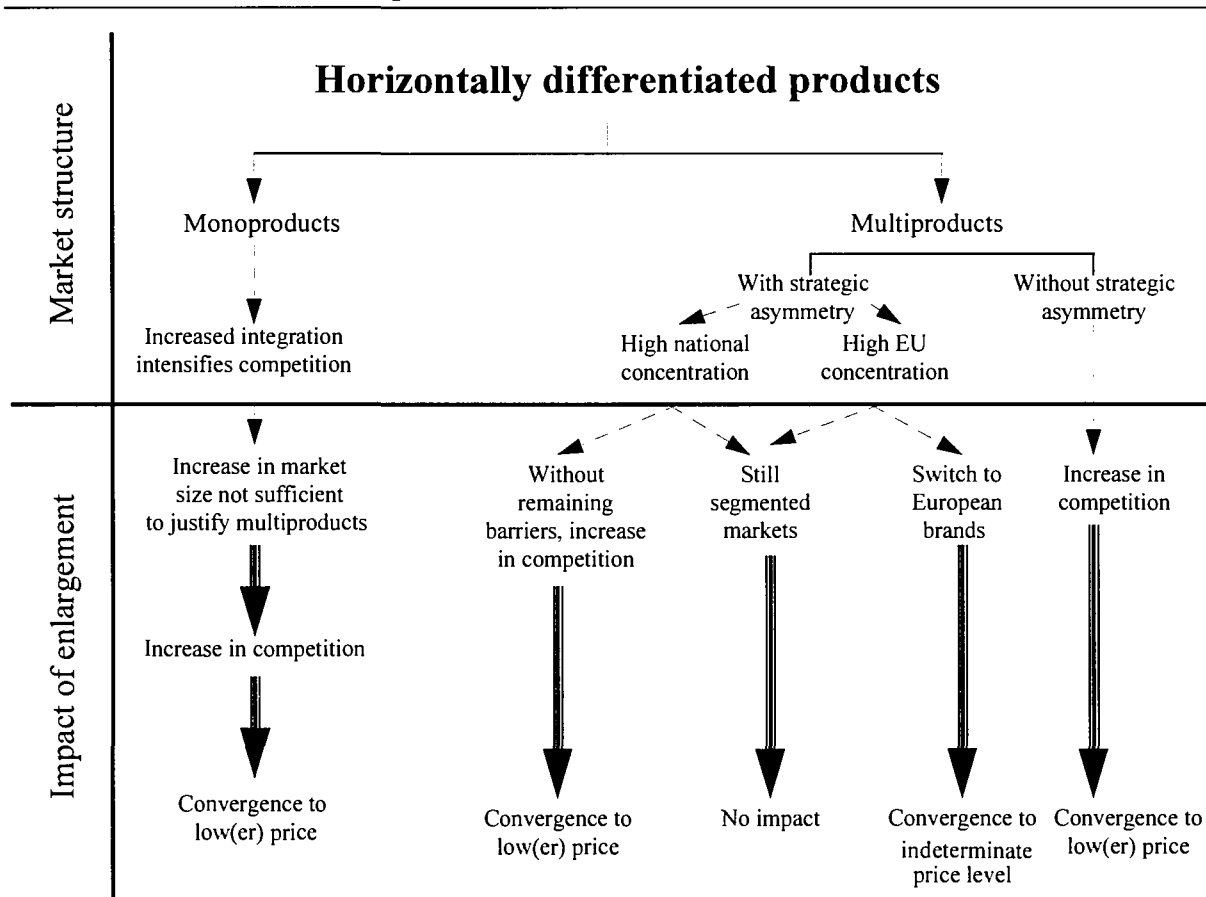 Horizontally differentiated products
Market structure
Monoproducts
Multiproducts
With strategic
asymmetry
Without strategic
asymmetry
Increased integration
intensifies competition
High national
concentration
High EU
concentration
Impact of enlargement
Increase in market
size not sufficient
to justify multiproducts
Without
remaining
barriers, increase
in competition
Still
segmented
markets
Switch to
European
brands
Increase in
competition
Increase in competition
Convergence to
low(er) price
Convergence to
low(er) price
No impact
Convergence to
indeterminate
price level
Convergence to
low(er) price